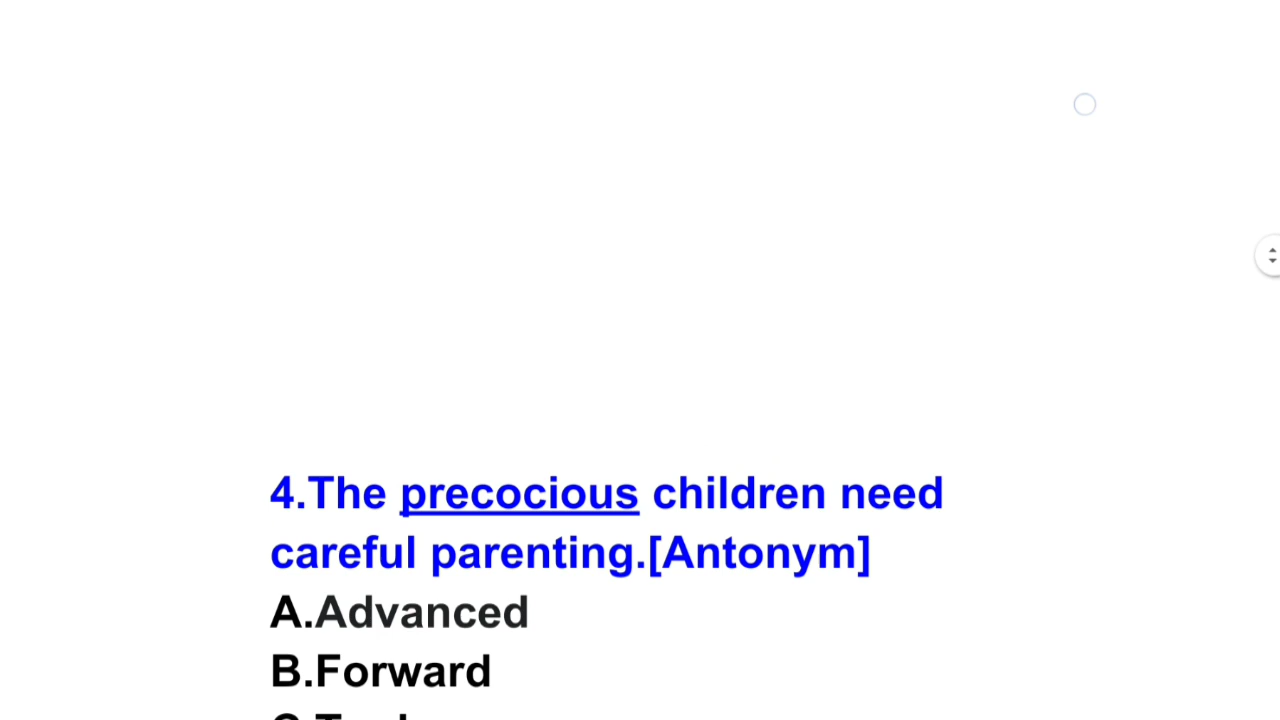 4.The precocious children need
careful parenting.[Antonym]
A.Advanced
B.Forward